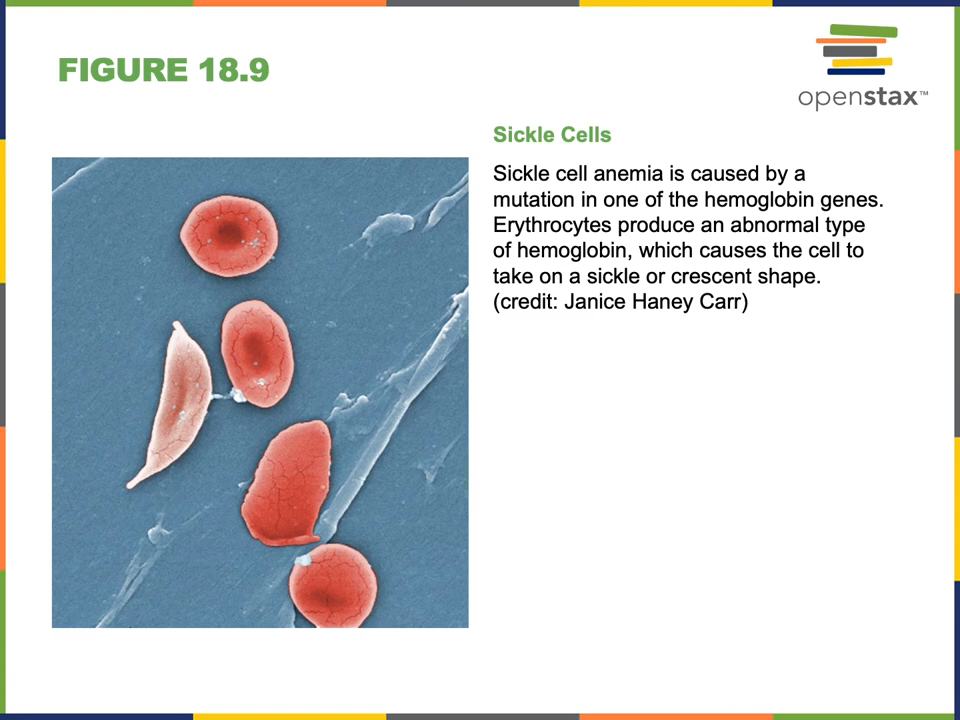 FIGURE 18.9
openstax™
Sickle Cells
Sickle cell anemia is caused by a
mutation in one of the hemoglobin genes.
Erythrocytes produce an abnormal type
of hemoglobin, which causes the cell to
take on a sickle or crescent shape.
(credit: Janice Haney Carr)